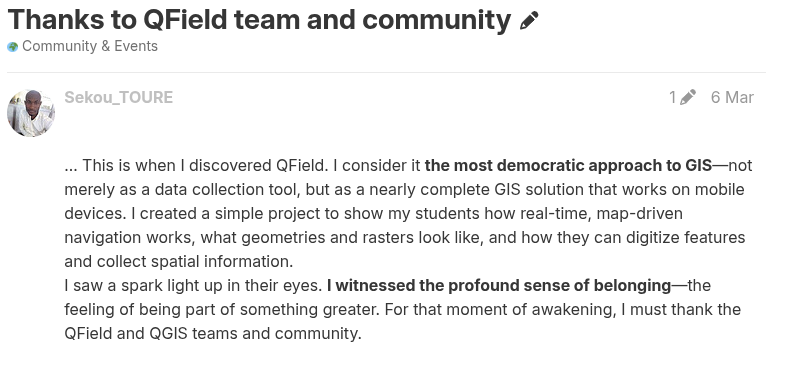 Thanks to QField team and community
Community & Events
Sekou_TOURE
1
6 Mar
... This is when I discovered QField. I consider it the most democratic approach to GIS—not
merely as a data collection tool, but as a nearly complete GIS solution that works on mobile
devices. I created a simple project to show my students how real-time, map-driven
navigation works, what geometries and rasters look like, and how they can digitize features
and collect spatial information.
I saw a spark light up in their eyes. I witnessed the profound sense of belonging—the
feeling of being part of something greater. For that moment of awakening, I must thank the
QField and QGIS teams and community.